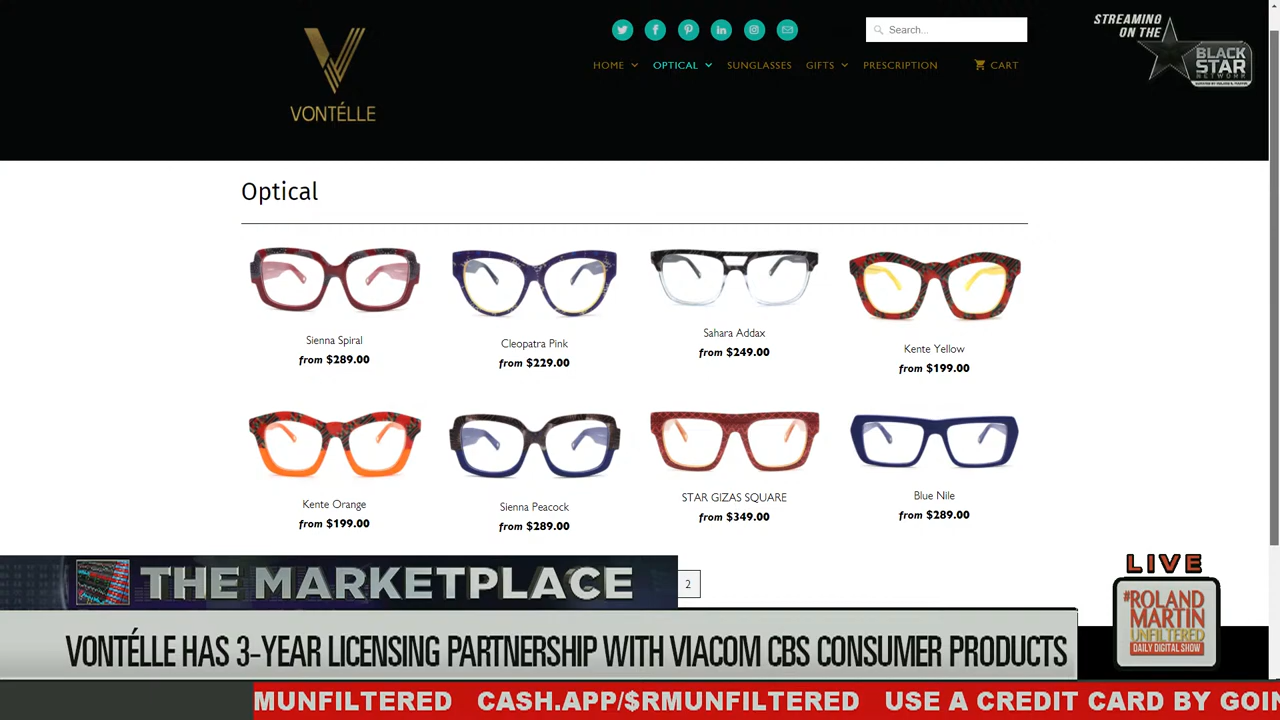 STREAMING
ON THE
BLACK
STAR
NETWORK
Search...
HOME OPTICAL SUNGLASSES GIFTS PRESCRIPTION CART
VONTÉLLE
Optical
Sienna Spiral
from $289.00
Cleopatra Pink
from $229.00
Sahara Addax
from $249.00
Kente Yellow
from $199.00
Kente Orange
from $199.00
Sienna Peacock
from $289.00
STAR GIZAS SQUARE
from $349.00
Blue Nile
from $289.00
2
THE MARKETPLACE
VONTÉLLE HAS 3-YEAR LICENSING PARTNERSHIP WITH VIACOM CBS CONSUMER PRODUCTS
LIVE
#ROLAND
MARTIN
UNFILTERED
DAILY DIGITAL SHOW
MUNFILTERED CASH.APP/$RMUNFILTERED USE A CREDIT CARD BY GOIN